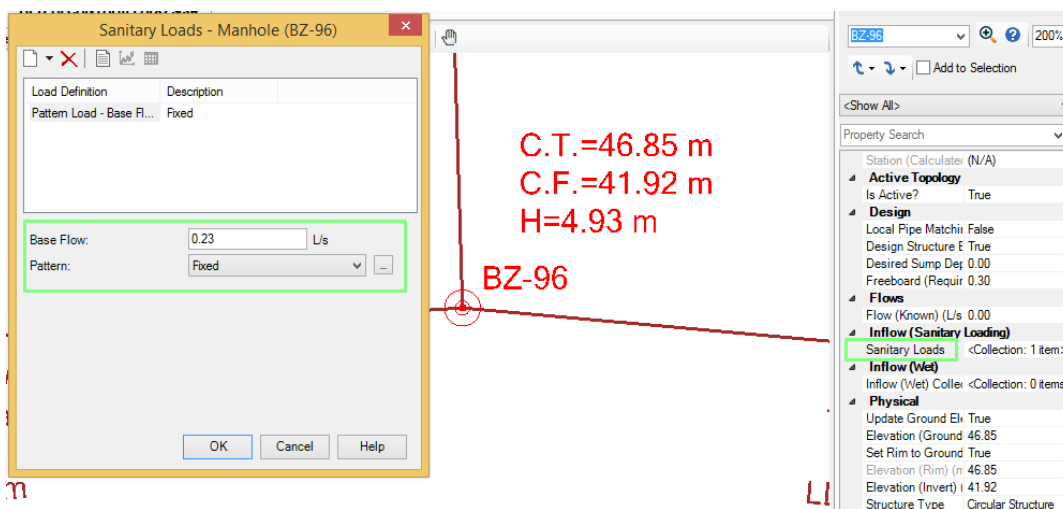 Sanitary Loads - Manhole (BZ-96)
Load Definition Description
Pattern Load - Base Fl... Fixed
Base Flow: 0.23 L/s
Pattern: Fixed
OK Cancel Help
C.T.=46.85 m
C.F.=41.92 m
H=4.93 m
BZ-96
BZ-96 200%
Add to Selection
<Show All>
Property Search
Station (Calculate (N/A)
Active Topology
Is Active? True
Design
Local Pipe Matchi False
Design Structure E True
Desired Sump Dep 0.00
Freeboard (Requir 0.30
Flows
Flow (Known) (L/s 0.00
Inflow (Sanitary Loading)
Sanitary Loads <Collection: 1 item>
Inflow (Wet)
Inflow (Wet) Colle <Collection: 0 items
Physical
Update Ground El True
Elevation (Ground 46.85
Set Rim to Ground True
Elevation (Rim) (m 46.85
Elevation (Invert) ( 41.92
Structure Type Circular Structure